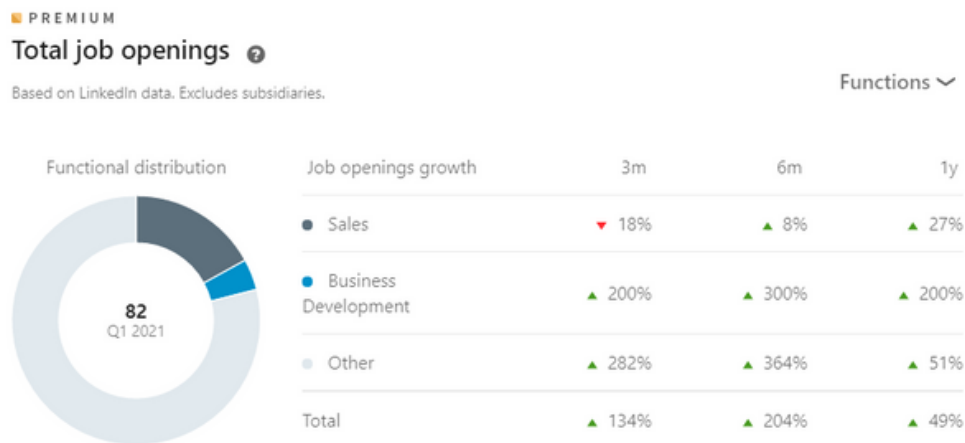 PREMIUM
Total job openings ?
Based on LinkedIn data. Excludes subsidiaries.
Functions
Functional distribution
82
Q1 2021
Job openings growth 3m 6m 1y
Sales ▼ 18% ▲ 8% ▲ 27%
Business
Development ▲ 200% ▲ 300% ▲ 200%
Other ▲ 282% ▲ 364% ▲ 51%
Total ▲ 134% ▲ 204% ▲ 49%